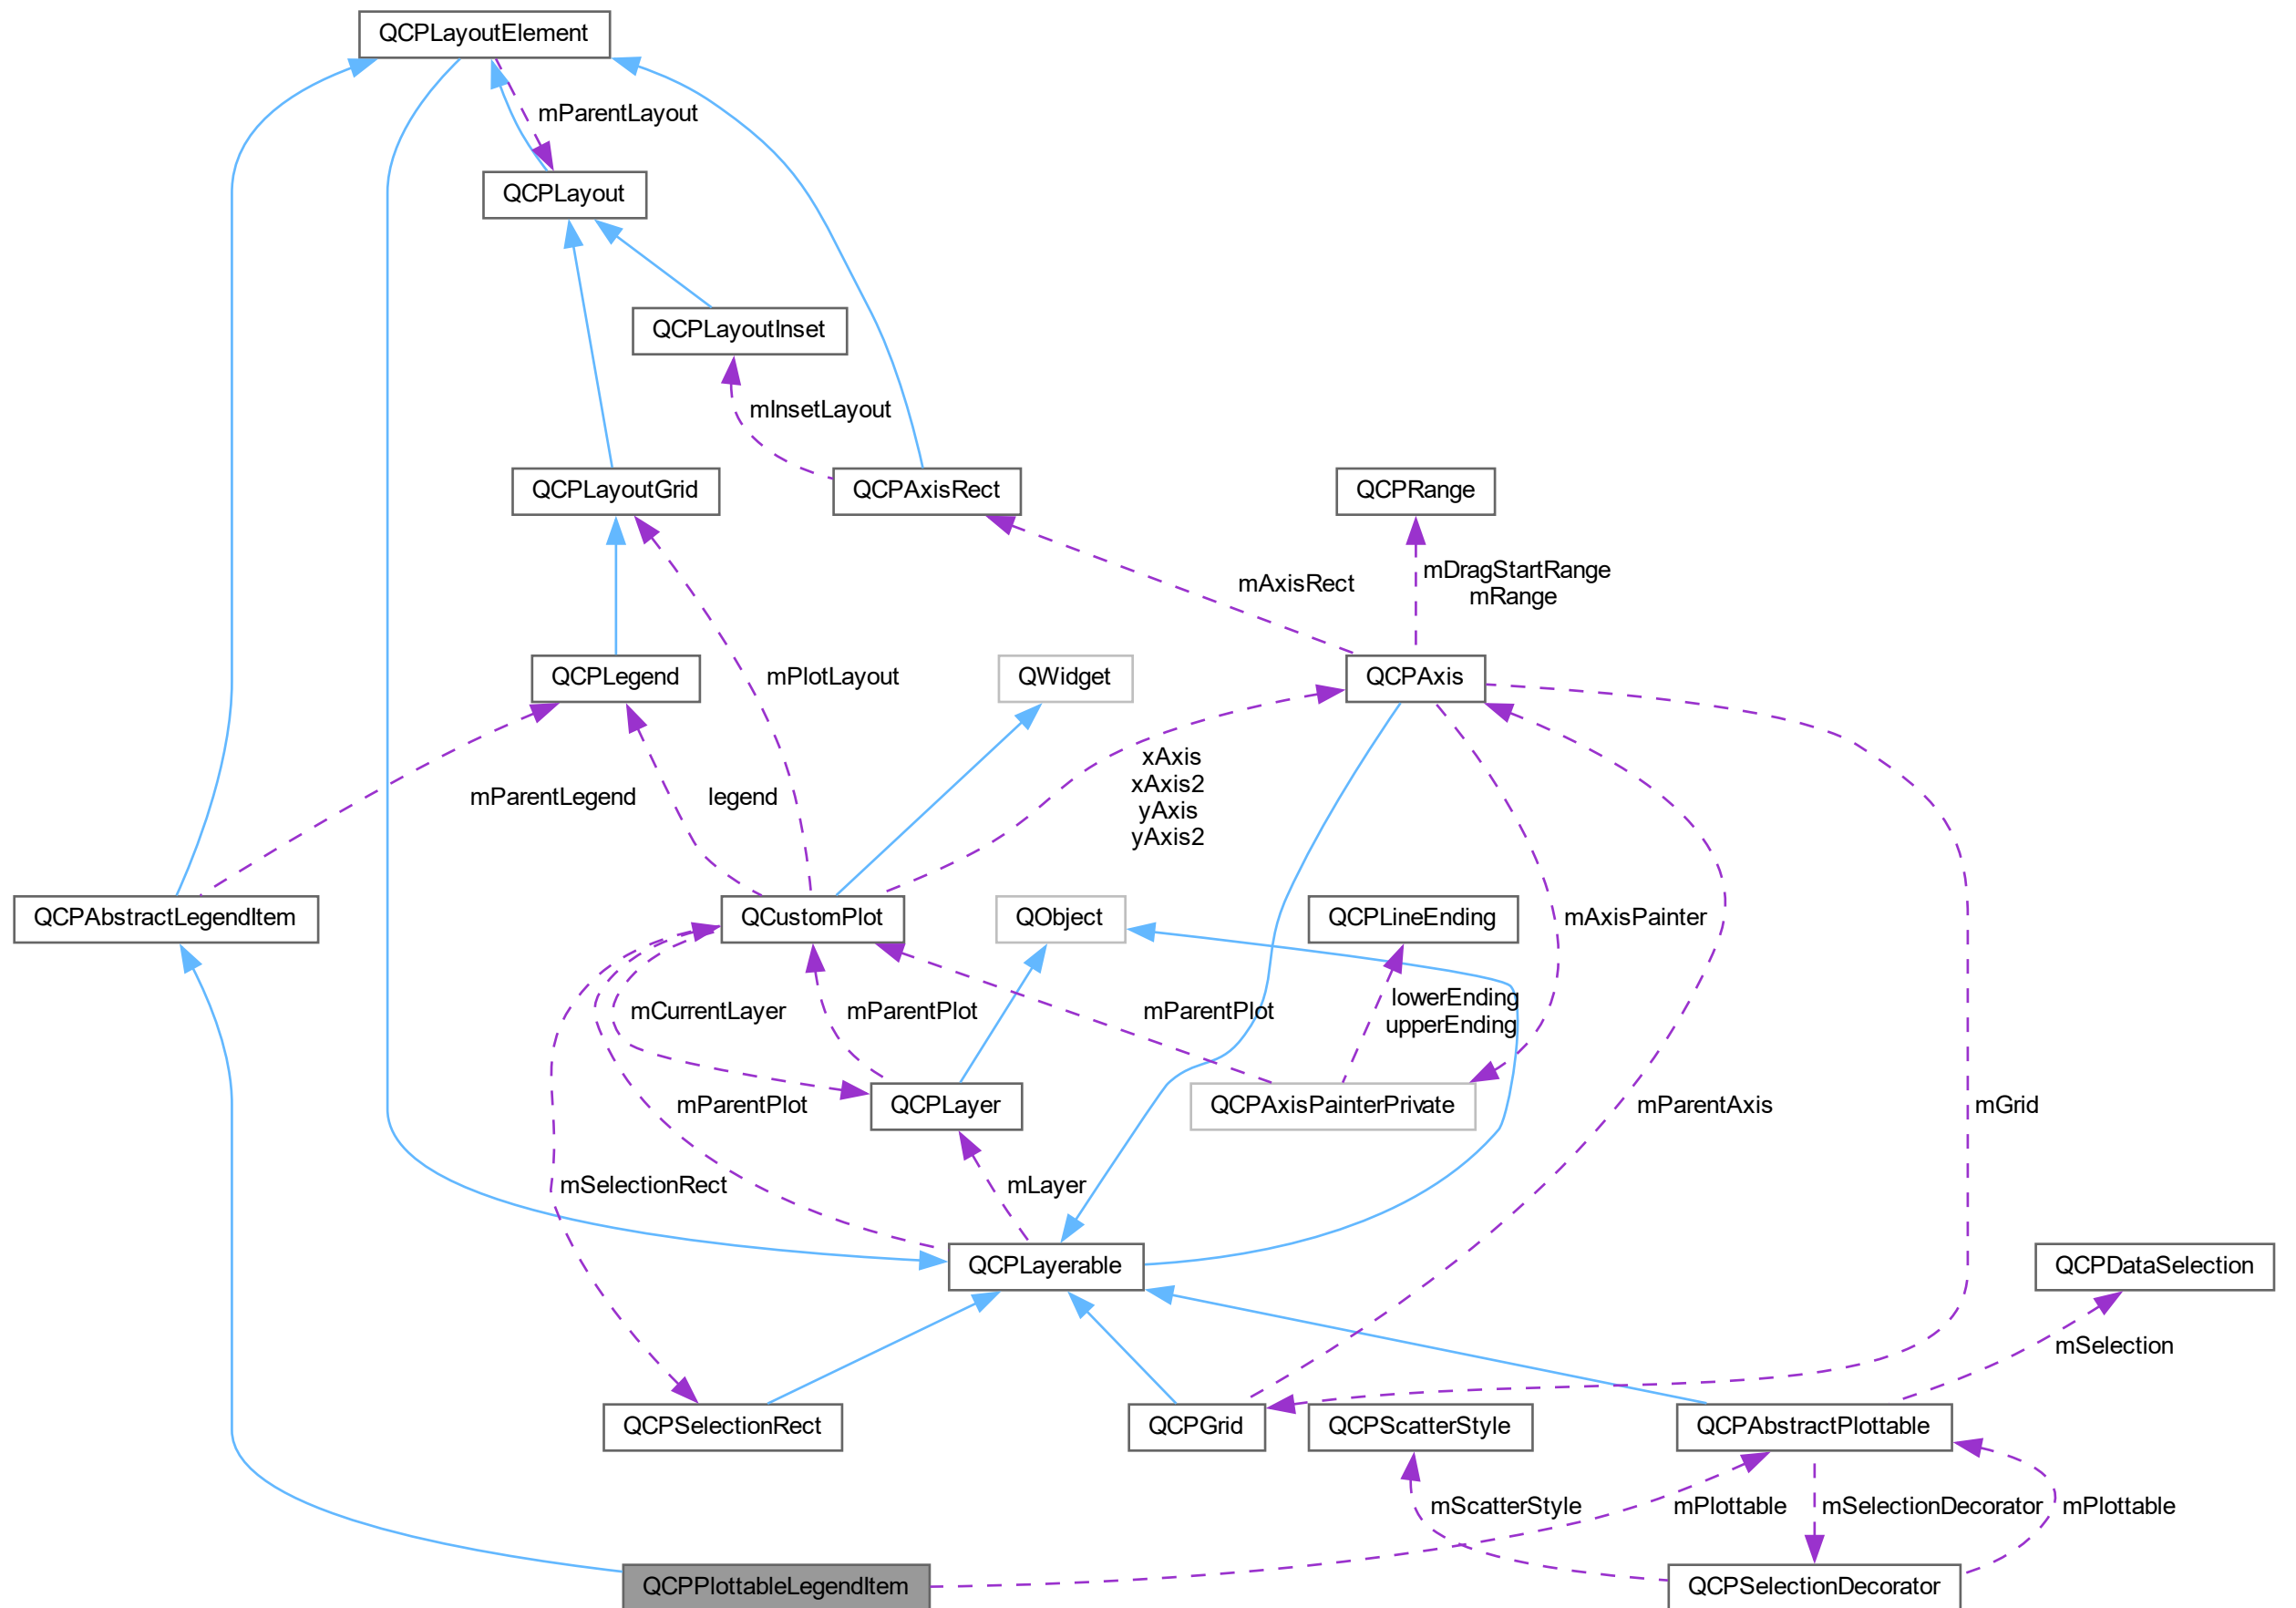 QCPLayoutElement
mParentLayout
QCPLayout
QCPLayoutInset
mInsetLayout
QCPLayoutGrid
QCPAxisRect
QCPRange
mAxisRect
mDragStartRange
mRange
QCPLegend
mPlotLayout
QWidget
QCPAxis
xAxis
xAxis2
yAxis
yAxis2
mParentLegend
legend
QCPAbstractLegendItem
QCustomPlot
QObject
QCPLineEnding
mAxisPainter
mCurrentLayer
mParentPlot
mParentPlot
lowerEnding
upperEnding
mParentPlot
QCPLayer
QCPAxisPainterPrivate
mParentAxis
mGrid
mSelectionRect
mLayer
QCPLayerable
QCPDataSelection
mSelection
QCPSelectionRect
QCPGrid
QCPScatterStyle
QCPAbstractPlottable
mScatterStyle
mPlottable
mSelectionDecorator
mPlottable
QCPPlottableLegendItem
QCPSelectionDecorator